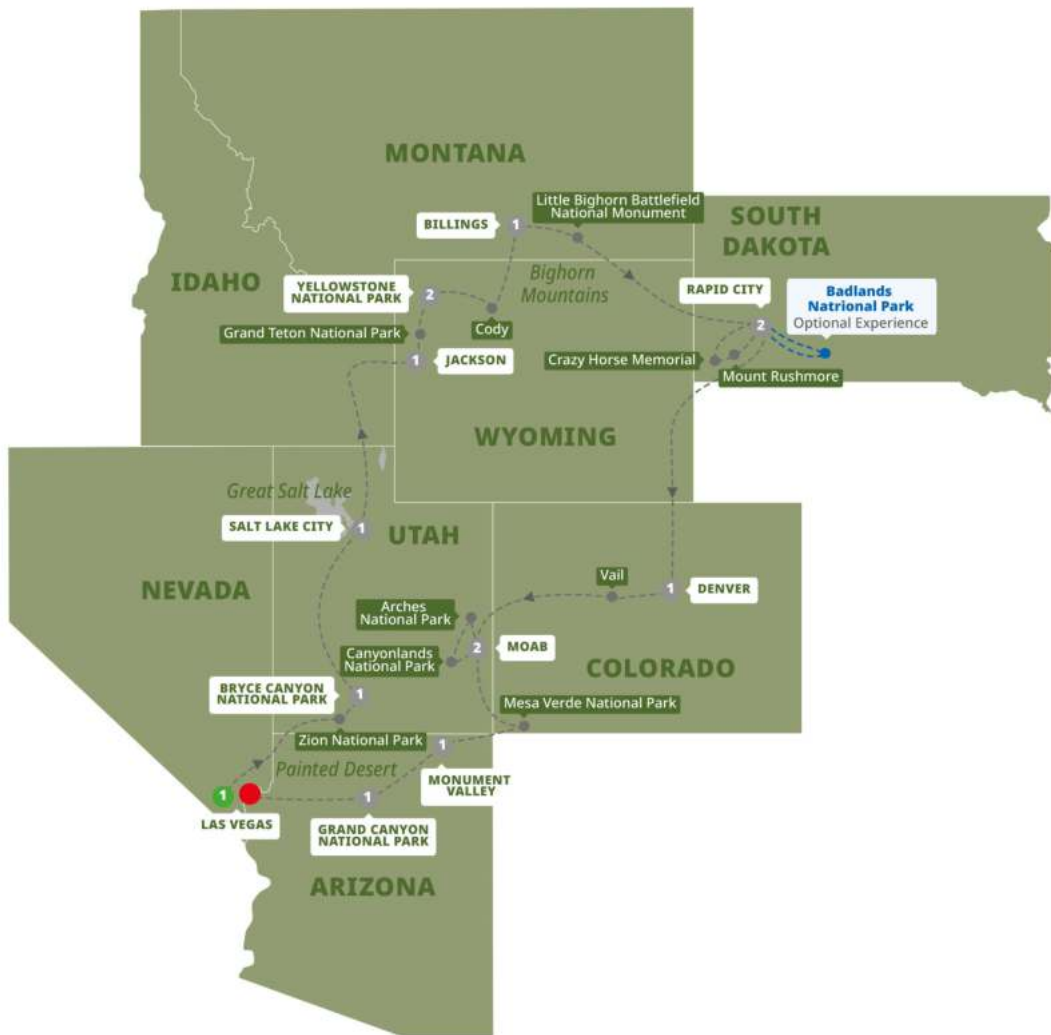 MONTANA
Little Bighorn Battlefield
National Monument
BILLINGS
1
SOUTH
DAKOTA
IDAHO
YELLOWSTONE
NATIONAL PARK
2
Bighorn
Mountains
RAPID CITY
2
Badlands
Natrional Park
Optional Experience
Grand Teton National Park
Cody
JACKSON
1
Crazy Horse Memorial
Mount Rushmore
WYOMING
Great Salt Lake
SALT LAKE CITY
1
UTAH
NEVADA
Vail
1
DENVER
Arches
National Park
2
MOAB
Canyonlands
National Park
COLORADO
BRYCE CANYON
NATIONAL PARK
1
Mesa Verde National Park
Zion National Park
Painted Desert
1
MONUMENT
VALLEY
1
LAS VEGAS
1
GRAND CANYON
NATIONAL PARK
ARIZONA